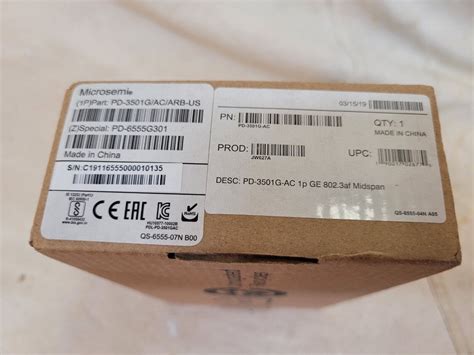 Microsemi®
(1P)Part: PD-3501G/AC/ARB-US
(Z)Special: PD-6555G301
Made in China
S/N:C19116555000010135
QS-6555-07N B00
03/15/19
PN:
PD-3501G-AC
QTY: 1
MADE IN CHINA
PROD:
JW627A
UPC:
DESC: PD-3501G-AC 1p GE 802.3af Midspan
QS-6555-04N A05